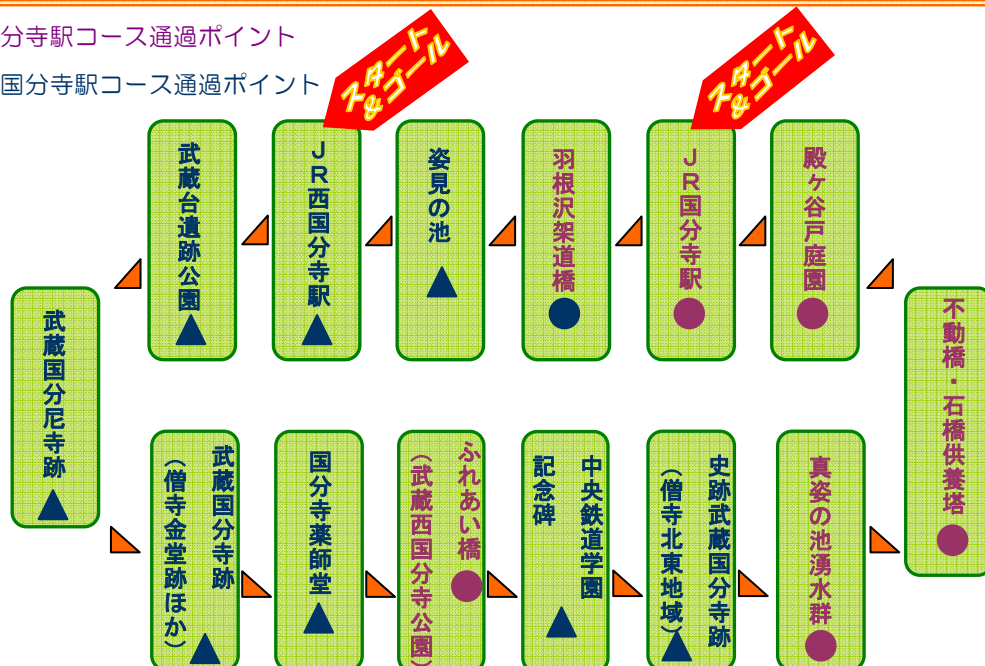 分寺駅コース通過ポイント
国分寺駅コース通過ポイント
スタート
&ゴール
スタート
&ゴール
武蔵台遺跡公園
JR西国分寺駅
姿見の池
羽根沢架道橋
JR国分寺駅
殿ヶ谷戸庭園
武蔵国分尼寺跡
不動橋・石橋供養塔
武蔵国分寺跡
(僧寺金堂跡ほか)
国分寺薬師堂
ふれあい橋
(武蔵西国分寺公園)
中央鉄道学園
記念碑
史跡武蔵国分寺跡
(僧寺北東地域)
真姿の池湧水群